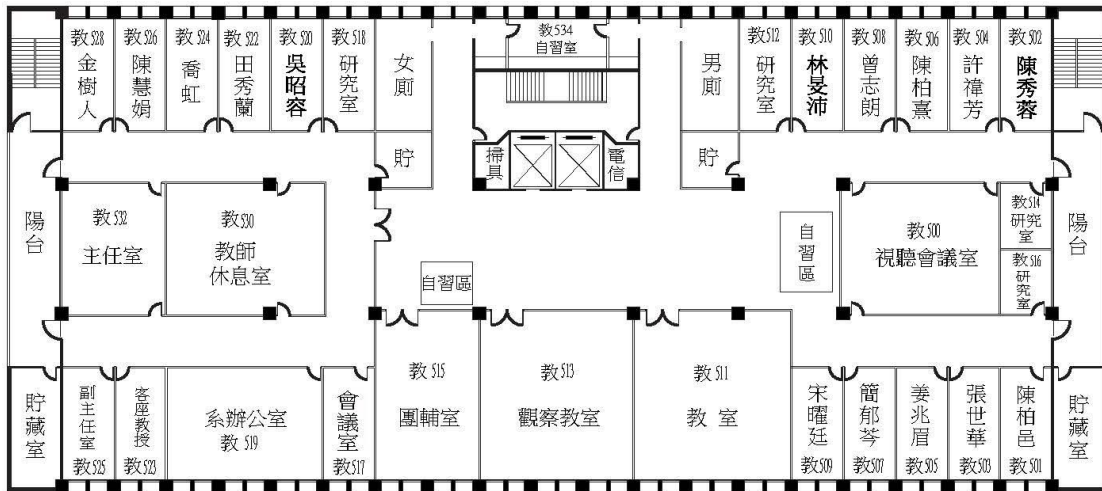 教528
金樹人
教526
陳慧娟
教524
喬虹
教522
田秀蘭
教520
吳昭容
教518
研究室
女廁
教534
自習室
男廁
教512
研究室
教510
林旻沛
教508
曾志朗
教506
陳柏熹
教504
許禕芳
教502
陳秀蓉
貯
掃具
電信
貯
陽台
教532
主任室
教530
教師
休息室
自習區
自習區
教500
視聽會議室
教514
研究室
教516
研究室
陽台
貯藏室
副主任室
教525
客座教授
教523
系辦公室
教519
會議室
教517
教515
團輔室
教513
觀察教室
教511
教室
宋曜廷
教509
簡郁芩
教507
姜兆眉
教505
張世華
教503
陳柏邑
教501
貯藏室